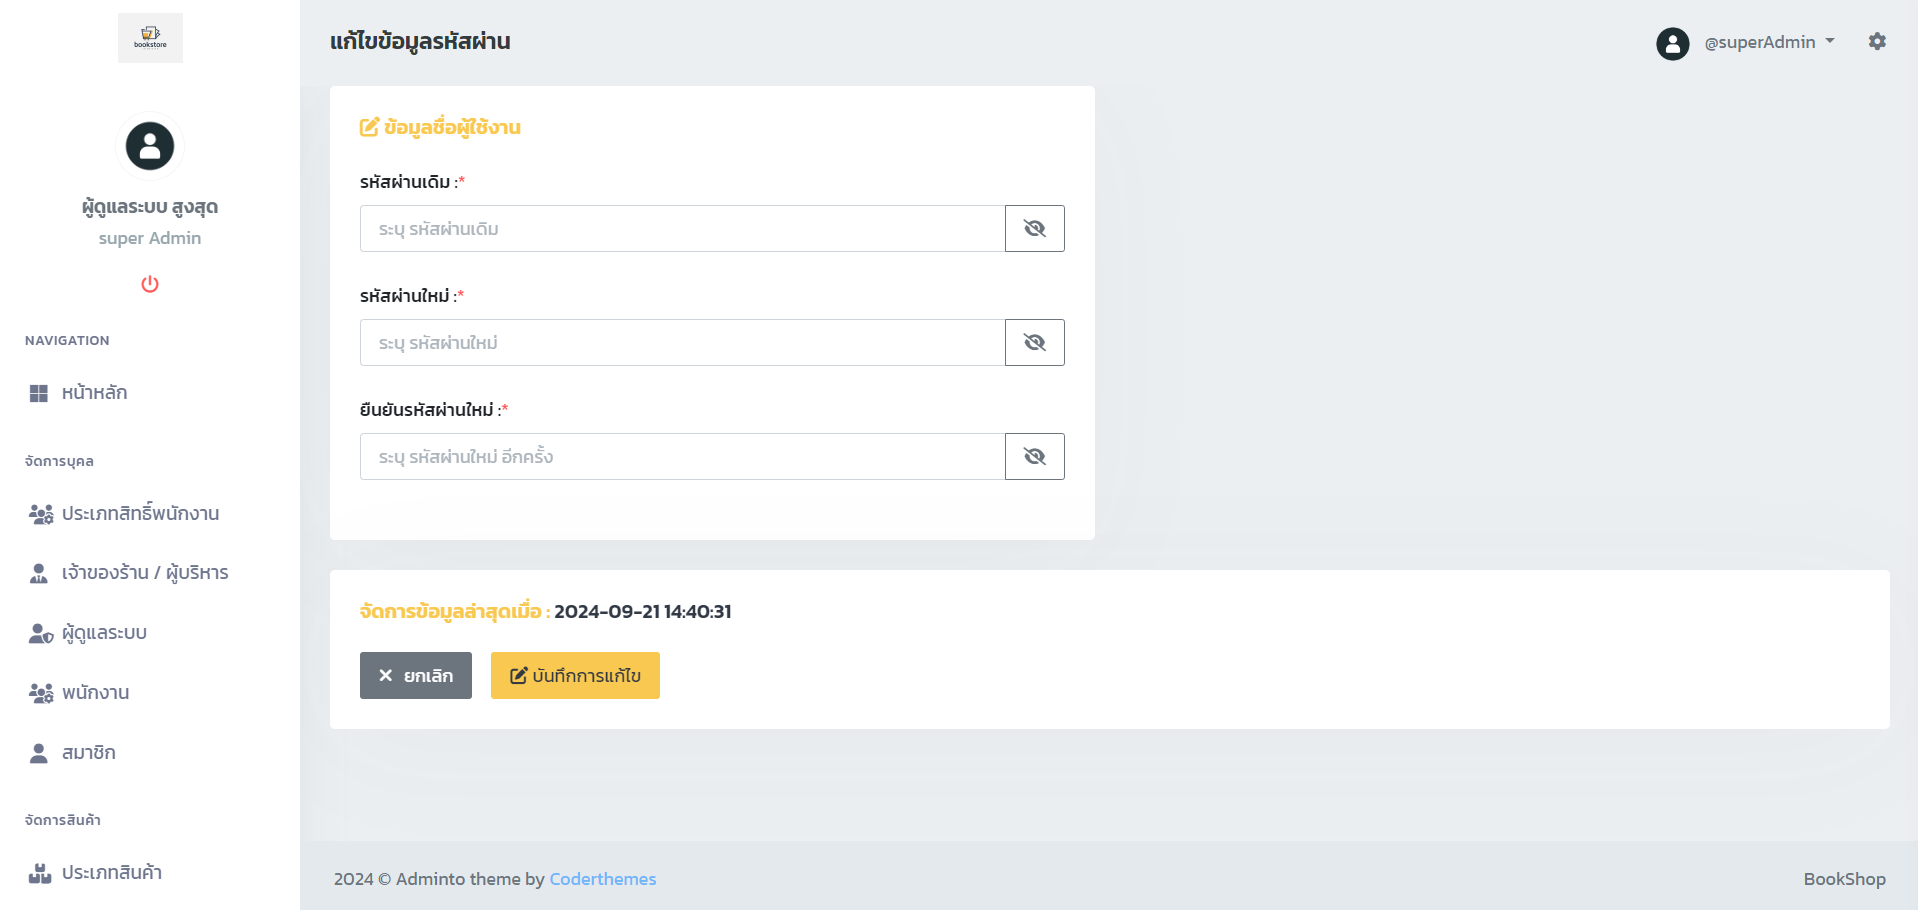 bookstore
ผู้ดูแลระบบ สูงสุด
super Admin
NAVIGATION
หน้าหลัก
จัดการบุคล
ประเภทสิทธิ์พนักงาน
เจ้าของร้าน / ผู้บริหาร
ผู้ดูแลระบบ
พนักงาน
สมาชิก
จัดการสินค้า
ประเภทสินค้า
แก้ไขข้อมูลรหัสผ่าน
@superAdmin
ข้อมูลชื่อผู้ใช้งาน
รหัสผ่านเดิม :*
ระบุ รหัสผ่านเดิม
รหัสผ่านใหม่ :*
ระบุ รหัสผ่านใหม่
ยืนยันรหัสผ่านใหม่ :*
ระบุ รหัสผ่านใหม่ อีกครั้ง
จัดการข้อมูลล่าสุดเมื่อ : 2024-09-21 14:40:31
ยกเลิก
บันทึกการแก้ไข
2024 © Adminto theme by Coderthemes
BookShop